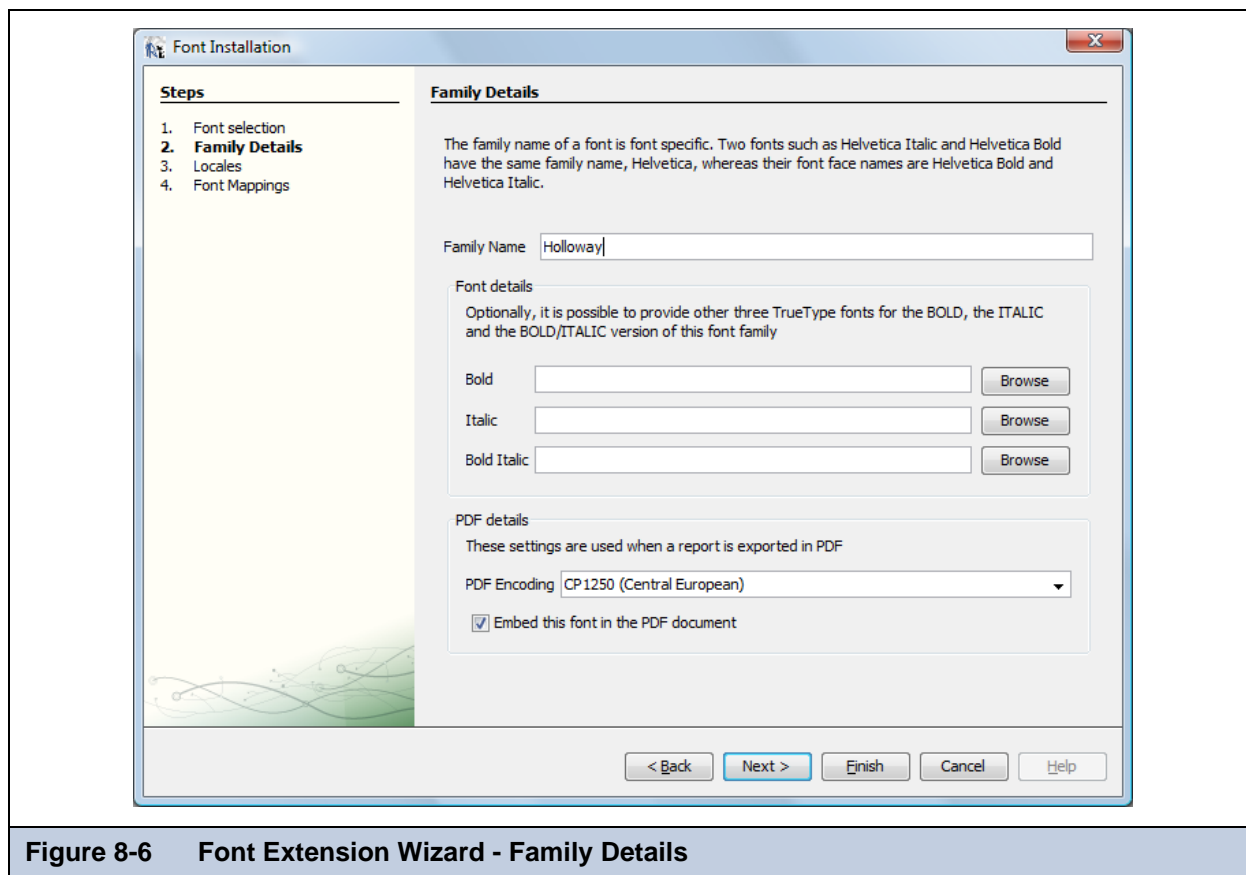 Font Installation
Steps
1. Font selection
2. Family Details
3. Locales
4. Font Mappings
Family Details
The family name of a font is font specific. Two fonts such as Helvetica Italic and Helvetica Bold
have the same family name, Helvetica, whereas their font face names are Helvetica Bold and
Helvetica Italic.
Family Name Holloway
Font details
Optionally, it is possible to provide other three TrueType fonts for the BOLD, the ITALIC
and the BOLD/ITALIC version of this font family
Bold Browse
Italic Browse
Bold Italic Browse
PDF details
These settings are used when a report is exported in PDF
PDF Encoding CP1250 (Central European)
Embed this font in the PDF document
< Back Next > Finish Cancel Help
Figure 8-6 Font Extension Wizard - Family Details